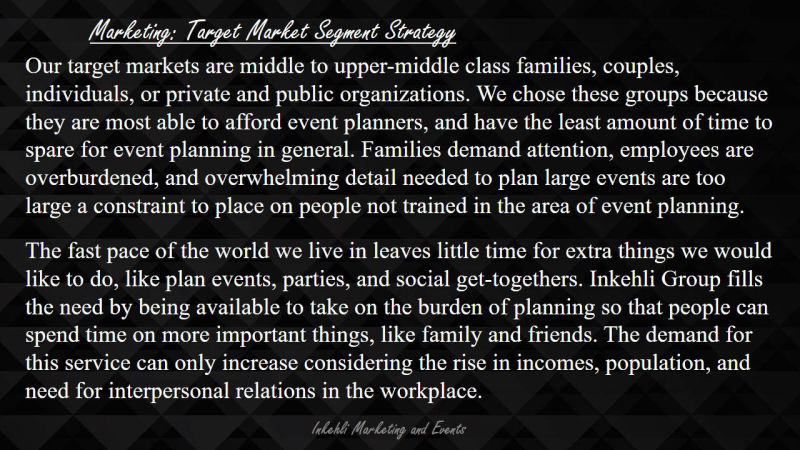 Marketing: Target Market Segment Strategy
Our target markets are middle to upper-middle class families, couples,
individuals, or private and public organizations. We chose these groups because
they are most able to afford event planners, and have the least amount of time to
spare for event planning in general. Families demand attention, employees are
overburdened, and overwhelming detail needed to plan large events are too
large a constraint to place on people not trained in the area of event planning.
The fast pace of the world we live in leaves little time for extra things we would
like to do, like plan events, parties, and social get-togethers. Inkehli Group fills
the need by being available to take on the burden of planning so that people can
spend time on more important things, like family and friends. The demand for
this service can only increase considering the rise in incomes, population, and
need for interpersonal relations in the workplace.
Inkehli Marketing and Events